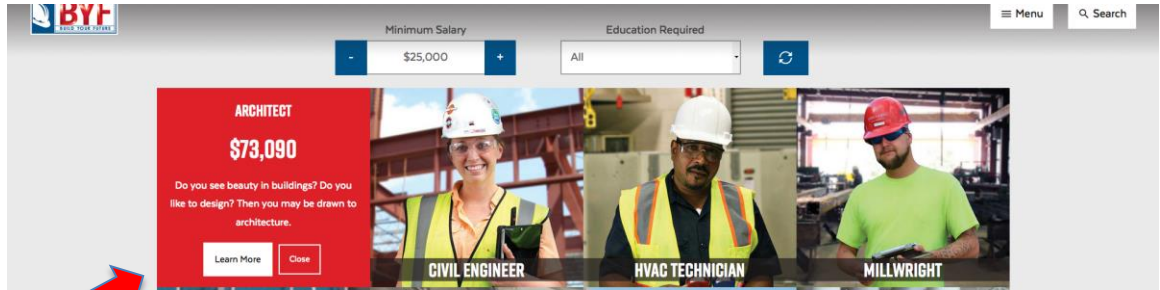 BYF
BUILD YOUR FUTURE
≡ Menu
Search
Minimum Salary
Education Required
-
$25,000
+
All
ARCHITECT
$73,090
Do you see beauty in buildings? Do you
like to design? Then you may be drawn to
architecture.
Learn More
Close
CIVIL ENGINEER
HVAC TECHNICIAN
MILLWRIGHT